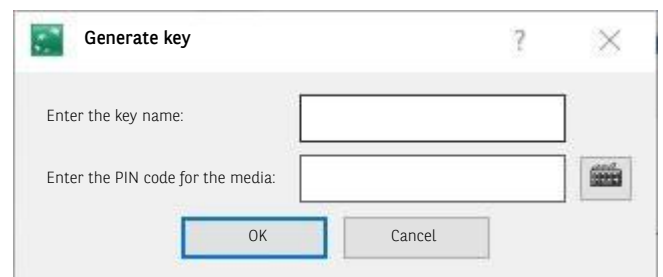 Generate key
?
Enter the key name:
Enter the PIN code for the media:
OK Cancel